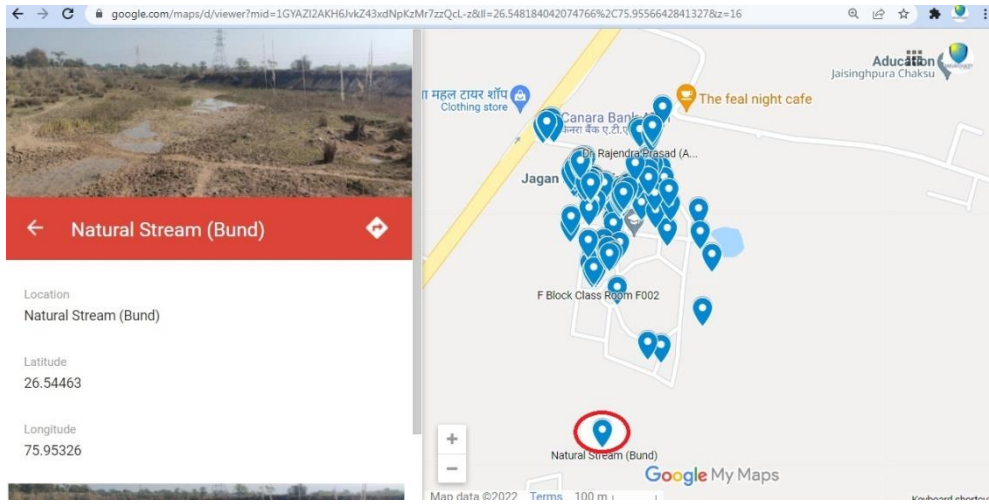 google.com/maps/d/viewer?mid=1GYAZI2AKH6JvkZ43xdNpKzMr7zzQcL-z&ll=26.548184042074766%2C75.95566428413278&z=16
Natural Stream (Bund)
Location
Natural Stream (Bund)
Latitude
26.54463
Longitude
75.95326
महल टायर शॉप
Clothing store
Canara Bank
केनरा बैंक ए.टी.ए
Dr. Rajendra Prasad (A...
Jagan
The feal night cafe
Jaisinghpura Chaksu
F Block Class Room F002
Natural Stream (Bund)
+
−
Google My Maps
Map data ©2022 Terms 100 m